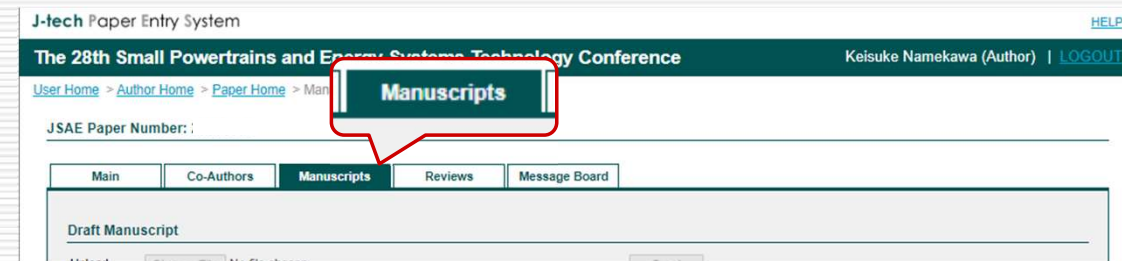 J-tech Paper Entry System
HELP
The 28th Small Powertrains and Energy Systems Technology Conference
Keisuke Namekawa (Author) | LOGOUT
User Home > Author Home > Paper Home > Man
Manuscripts
JSAE Paper Number:
Main
Co-Authors
Manuscripts
Reviews
Message Board
Draft Manuscript